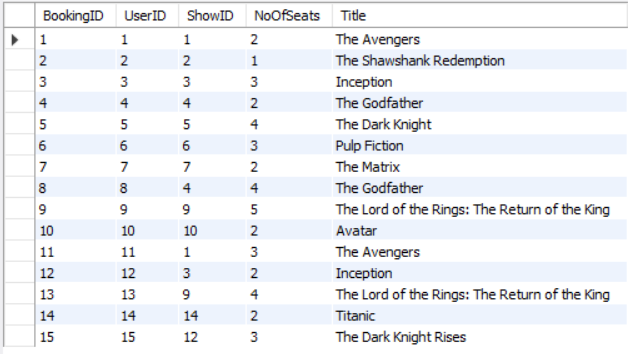 BookingID UserID ShowID NoOfSeats Title
1 1 1 2 The Avengers
2 2 2 1 The Shawshank Redemption
3 3 3 3 Inception
4 4 4 2 The Godfather
5 5 5 4 The Dark Knight
6 6 6 3 Pulp Fiction
7 7 7 2 The Matrix
8 8 4 4 The Godfather
9 9 9 5 The Lord of the Rings: The Return of the King
10 10 10 2 Avatar
11 11 1 3 The Avengers
12 12 3 2 Inception
13 13 9 4 The Lord of the Rings: The Return of the King
14 14 14 2 Titanic
15 15 12 3 The Dark Knight Rises